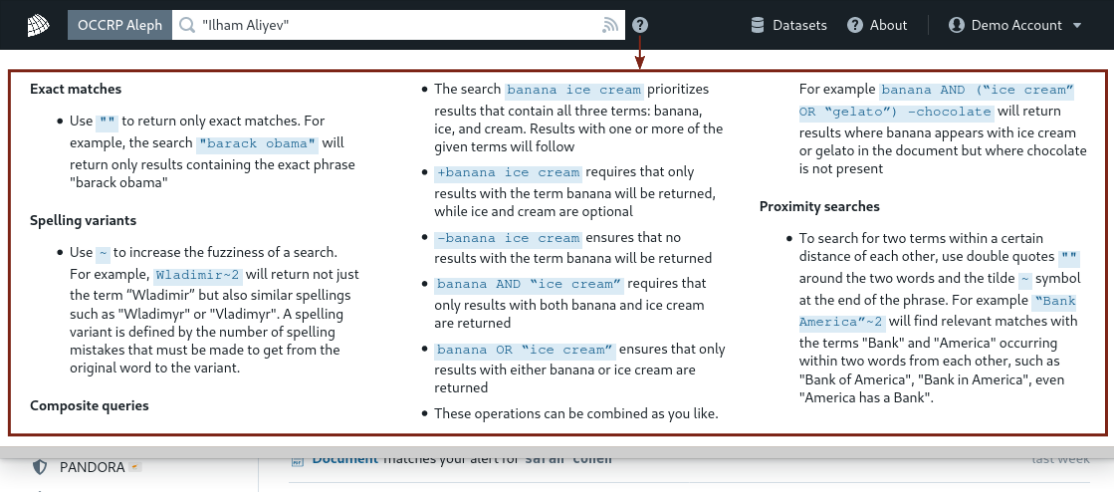 OCCRP Aleph "Ilham Aliyev" Datasets About Demo Account
Exact matches
• Use "" to return only exact matches. For
example, the search "barack obama" will
return only results containing the exact phrase
"barack obama"
Spelling variants
• Use ~ to increase the fuzziness of a search.
For example, Wladimir~2 will return not just
the term “Wladimir” but also similar spellings
such as "Wladimyr" or "Vladimyr". A spelling
variant is defined by the number of spelling
mistakes that must be made to get from the
original word to the variant.
Composite queries
• The search banana ice cream prioritizes
results that contain all three terms: banana,
ice, and cream. Results with one or more of the
given terms will follow
• +banana ice cream requires that only
results with the term banana will be returned,
while ice and cream are optional
• -banana ice cream ensures that no
results with the term banana will be returned
• banana AND “ice cream” requires that
only results with both banana and ice cream
are returned
• banana OR “ice cream” ensures that only
results with either banana or ice cream are
returned
• These operations can be combined as you like.
For example banana AND (“ice cream”
OR “gelato”) -chocolate will return
results where banana appears with ice cream
or gelato in the document but where chocolate
is not present
Proximity searches
• To search for two terms within a certain
distance of each other, use double quotes ""
around the two words and the tilde ~ symbol
at the end of the phrase. For example “Bank
America”~2 will find relevant matches with
the terms "Bank" and "America" occurring
within two words from each other, such as
"Bank of America", "Bank in America", even
"America has a Bank".
PANDORA
Document matches your alert for last week